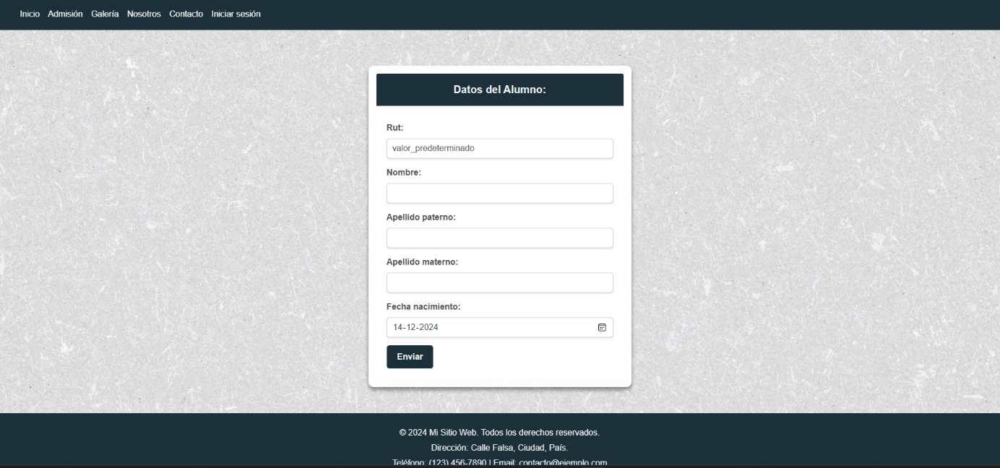 Inicio Admisión Galería Nosotros Contacto Iniciar sesión
Datos del Alumno:
Rut:
valor_predeterminado
Nombre:
Apellido paterno:
Apellido materno:
Fecha nacimiento:
14-12-2024
Enviar
© 2024 Mi Sitio Web. Todos los derechos reservados.
Dirección: Calle Falsa, Ciudad, País.
Teléfono: (123) 456-7890 | Email: contacto@ejemplo.com